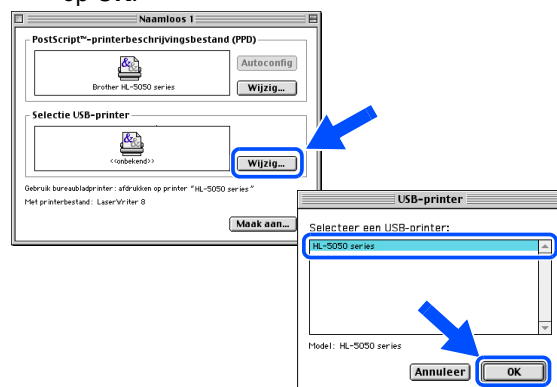 op OK.
Naamloos 1
PostScript™-printerbeschrijvingsbestand (PPD)
Autoconfig
Brother HL-5050 series
Wijzig...
Selectie USB-printer
<<onbekend>>
Wijzig...
Gebruik bureaubladprinter: afdrukken op printer "HL-5050 series"
Met printerbestand: LaserWriter 8
Maak aan...
USB-printer
Selecteer een USB-printer:
HL-5050 series
Model: HL-5050 series
Annuleer
OK